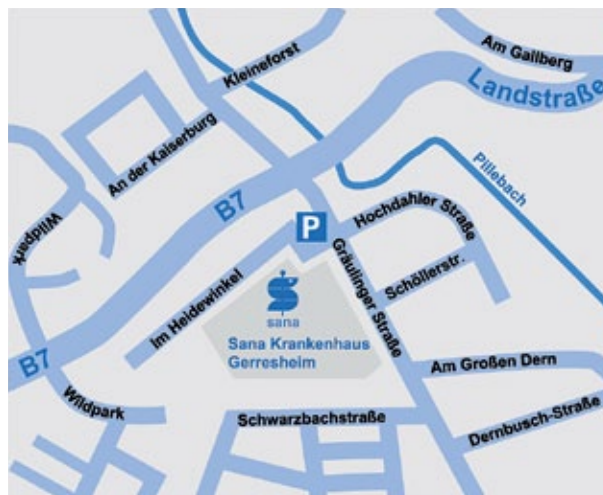 Am Gallberg
Kleineforst
Landstraße
An der Kaiserburg
Pillebach
B7
Wildpark
P
Hochdahler Straße
Gräulinger Straße
Schöllerstr.
Im Heidewinkel
sana
Sana Krankenhaus
Gerresheim
B7
Am Großen Dern
Wildpark
Schwarzbachstraße
Dernbusch-Straße